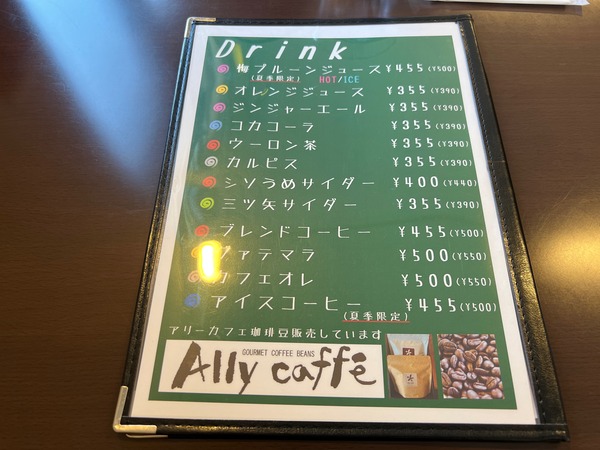 Drink
梅プルーンジュース ¥455(¥500)
(夏季限定) HOT/ICE
オレンジジュース ¥355(¥390)
ジンジャーエール ¥355(¥390)
コカコーラ ¥355(¥390)
ウーロン茶 ¥355(¥390)
カルピス ¥355(¥390)
シソうめサイダー ¥400(¥440)
三ツ矢サイダー ¥355(¥390)
ブレンドコーヒー ¥455(¥500)
グァテマラ ¥500(¥550)
カフェオレ ¥500(¥550)
アイスコーヒー ¥455(¥500)
(夏季限定)
アリーカフェ珈琲豆販売しています
GOURMET COFFEE BEANS
Ally caffe